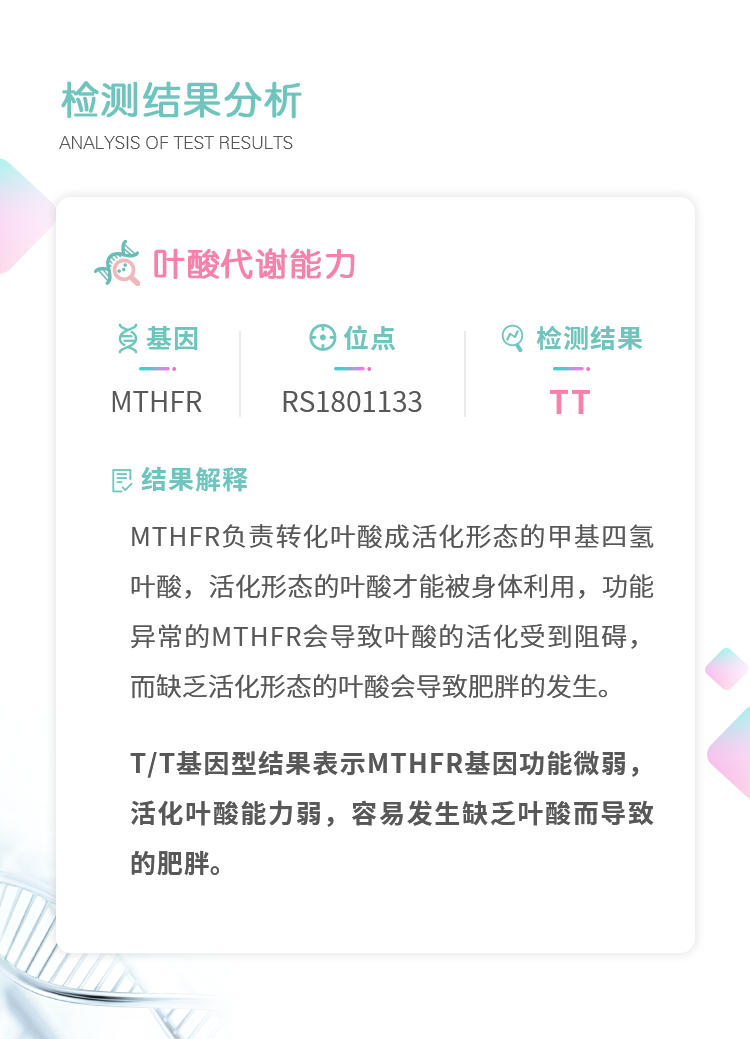 检测结果分析
ANALYSIS OF TEST RESULTS
叶酸代谢能力
基因
位点
检测结果
MTHFR
RS1801133
TT
结果解释
MTHFR负责转化叶酸成活化形态的甲基四氢
叶酸，活化形态的叶酸才能被身体利用，功能
异常的MTHFR会导致叶酸的活化受到阻碍，
而缺乏活化形态的叶酸会导致肥胖的发生。
T/T基因型结果表示MTHFR基因功能微弱，
活化叶酸能力弱，容易发生缺乏叶酸而导致
的肥胖。